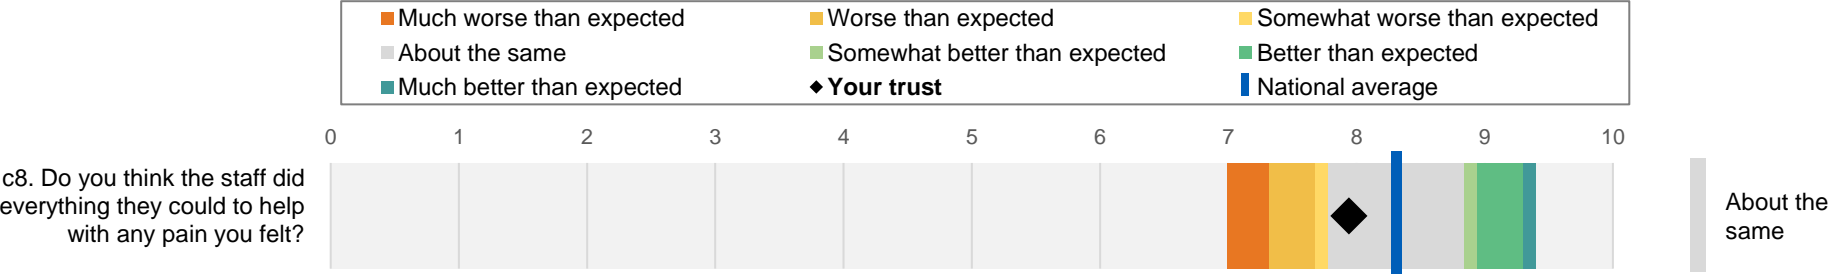 Much worse than expected
Worse than expected
Somewhat worse than expected
About the same
Somewhat better than expected
Better than expected
Much better than expected
Your trust
National average
0 1 2 3 4 5 6 7 8 9 10
c8. Do you think the staff did
everything they could to help
with any pain you felt?
About the
same